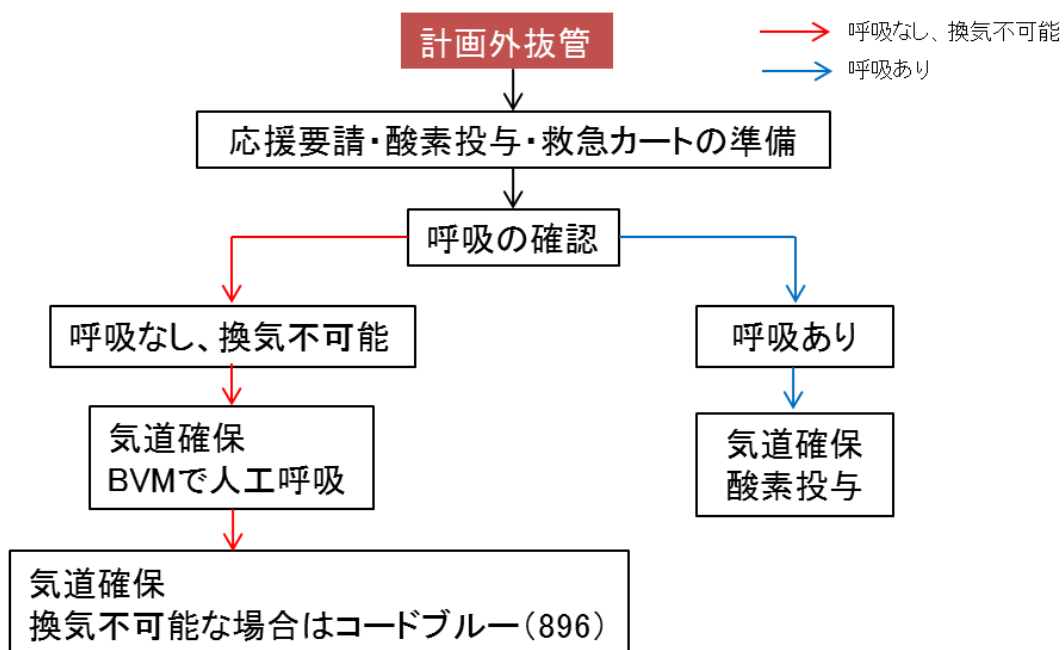 計画外抜管
呼吸なし、換気不可能
呼吸あり
応援要請・酸素投与・救急カートの準備
呼吸の確認
呼吸なし、換気不可能
呼吸あり
気道確保
BVMで人工呼吸
気道確保
酸素投与
気道確保
換気不可能な場合はコードブルー(896)